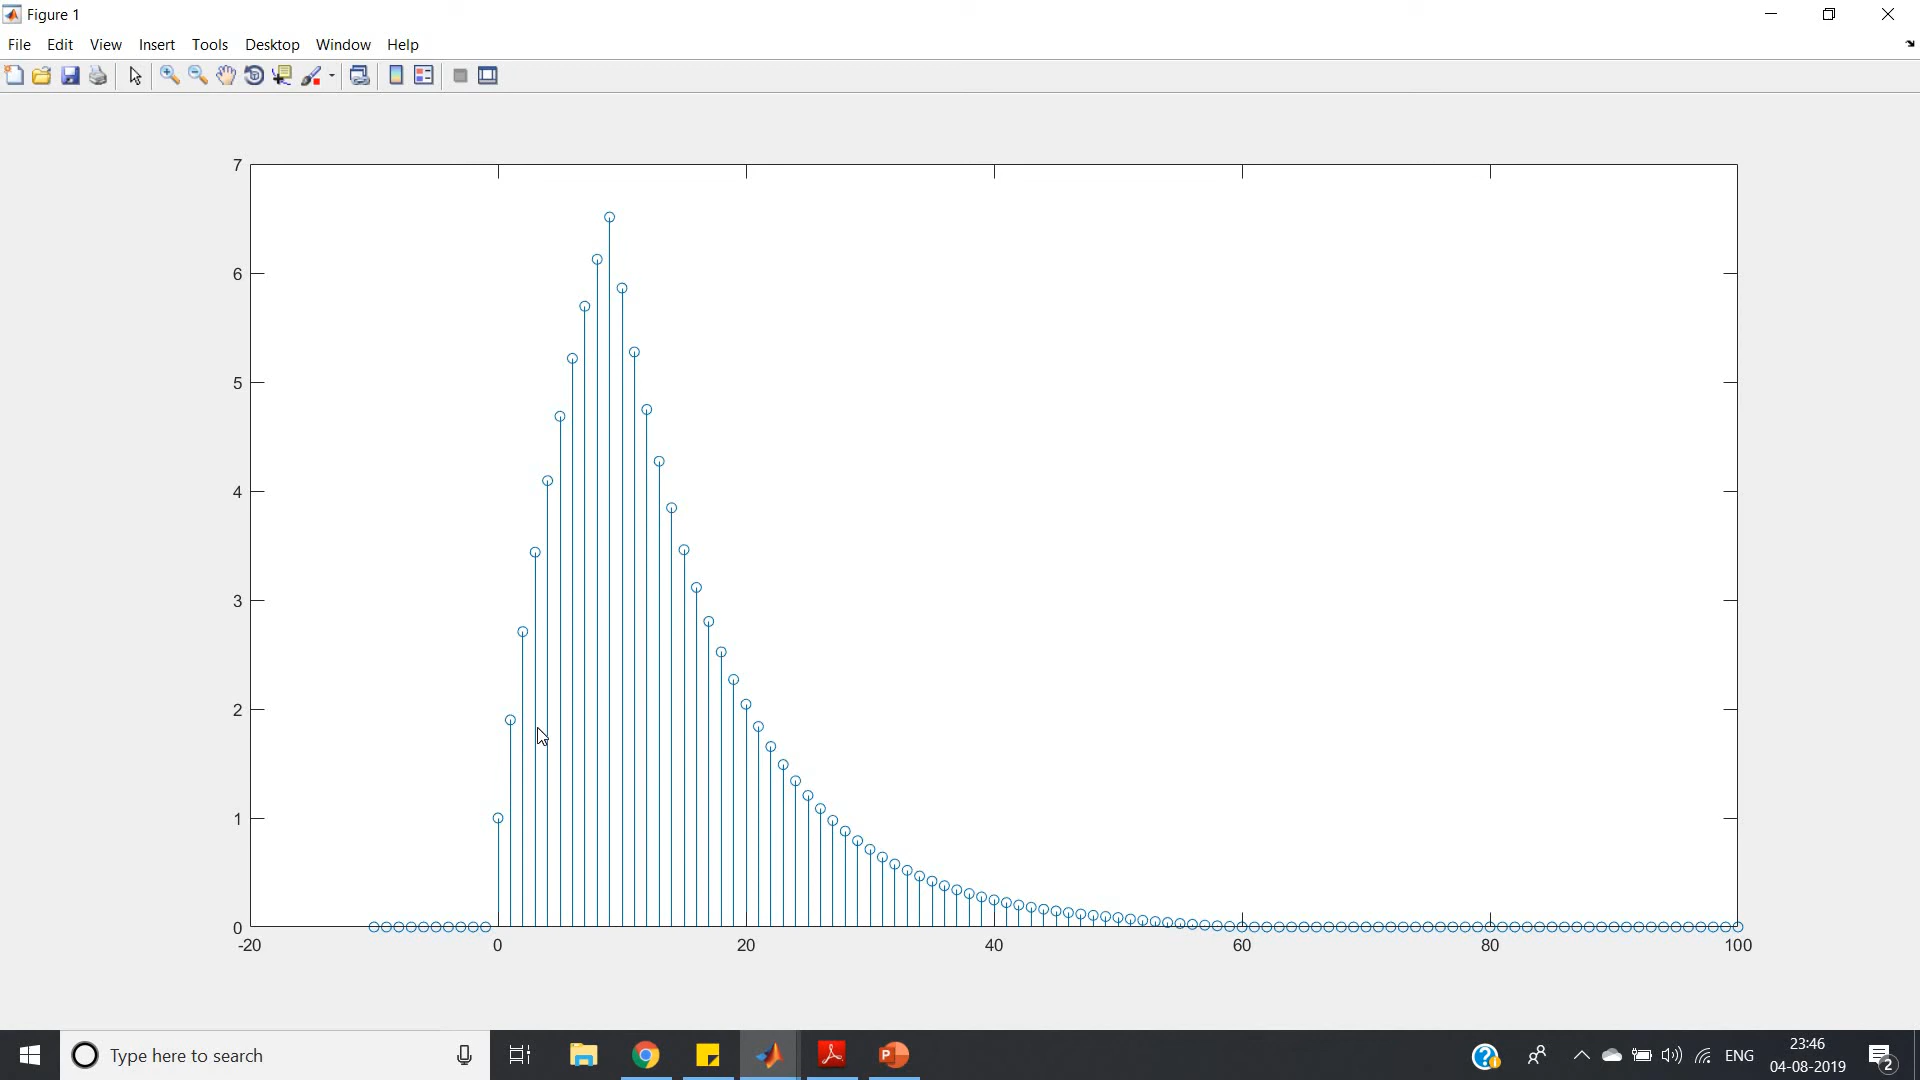 Figure 1
File Edit View Insert Tools Desktop Window Help
7
6
5
4
3
2
1
0
-20 0 20 40 60 80 100
Type here to search
P
ENG
23:46
04-08-2019
2